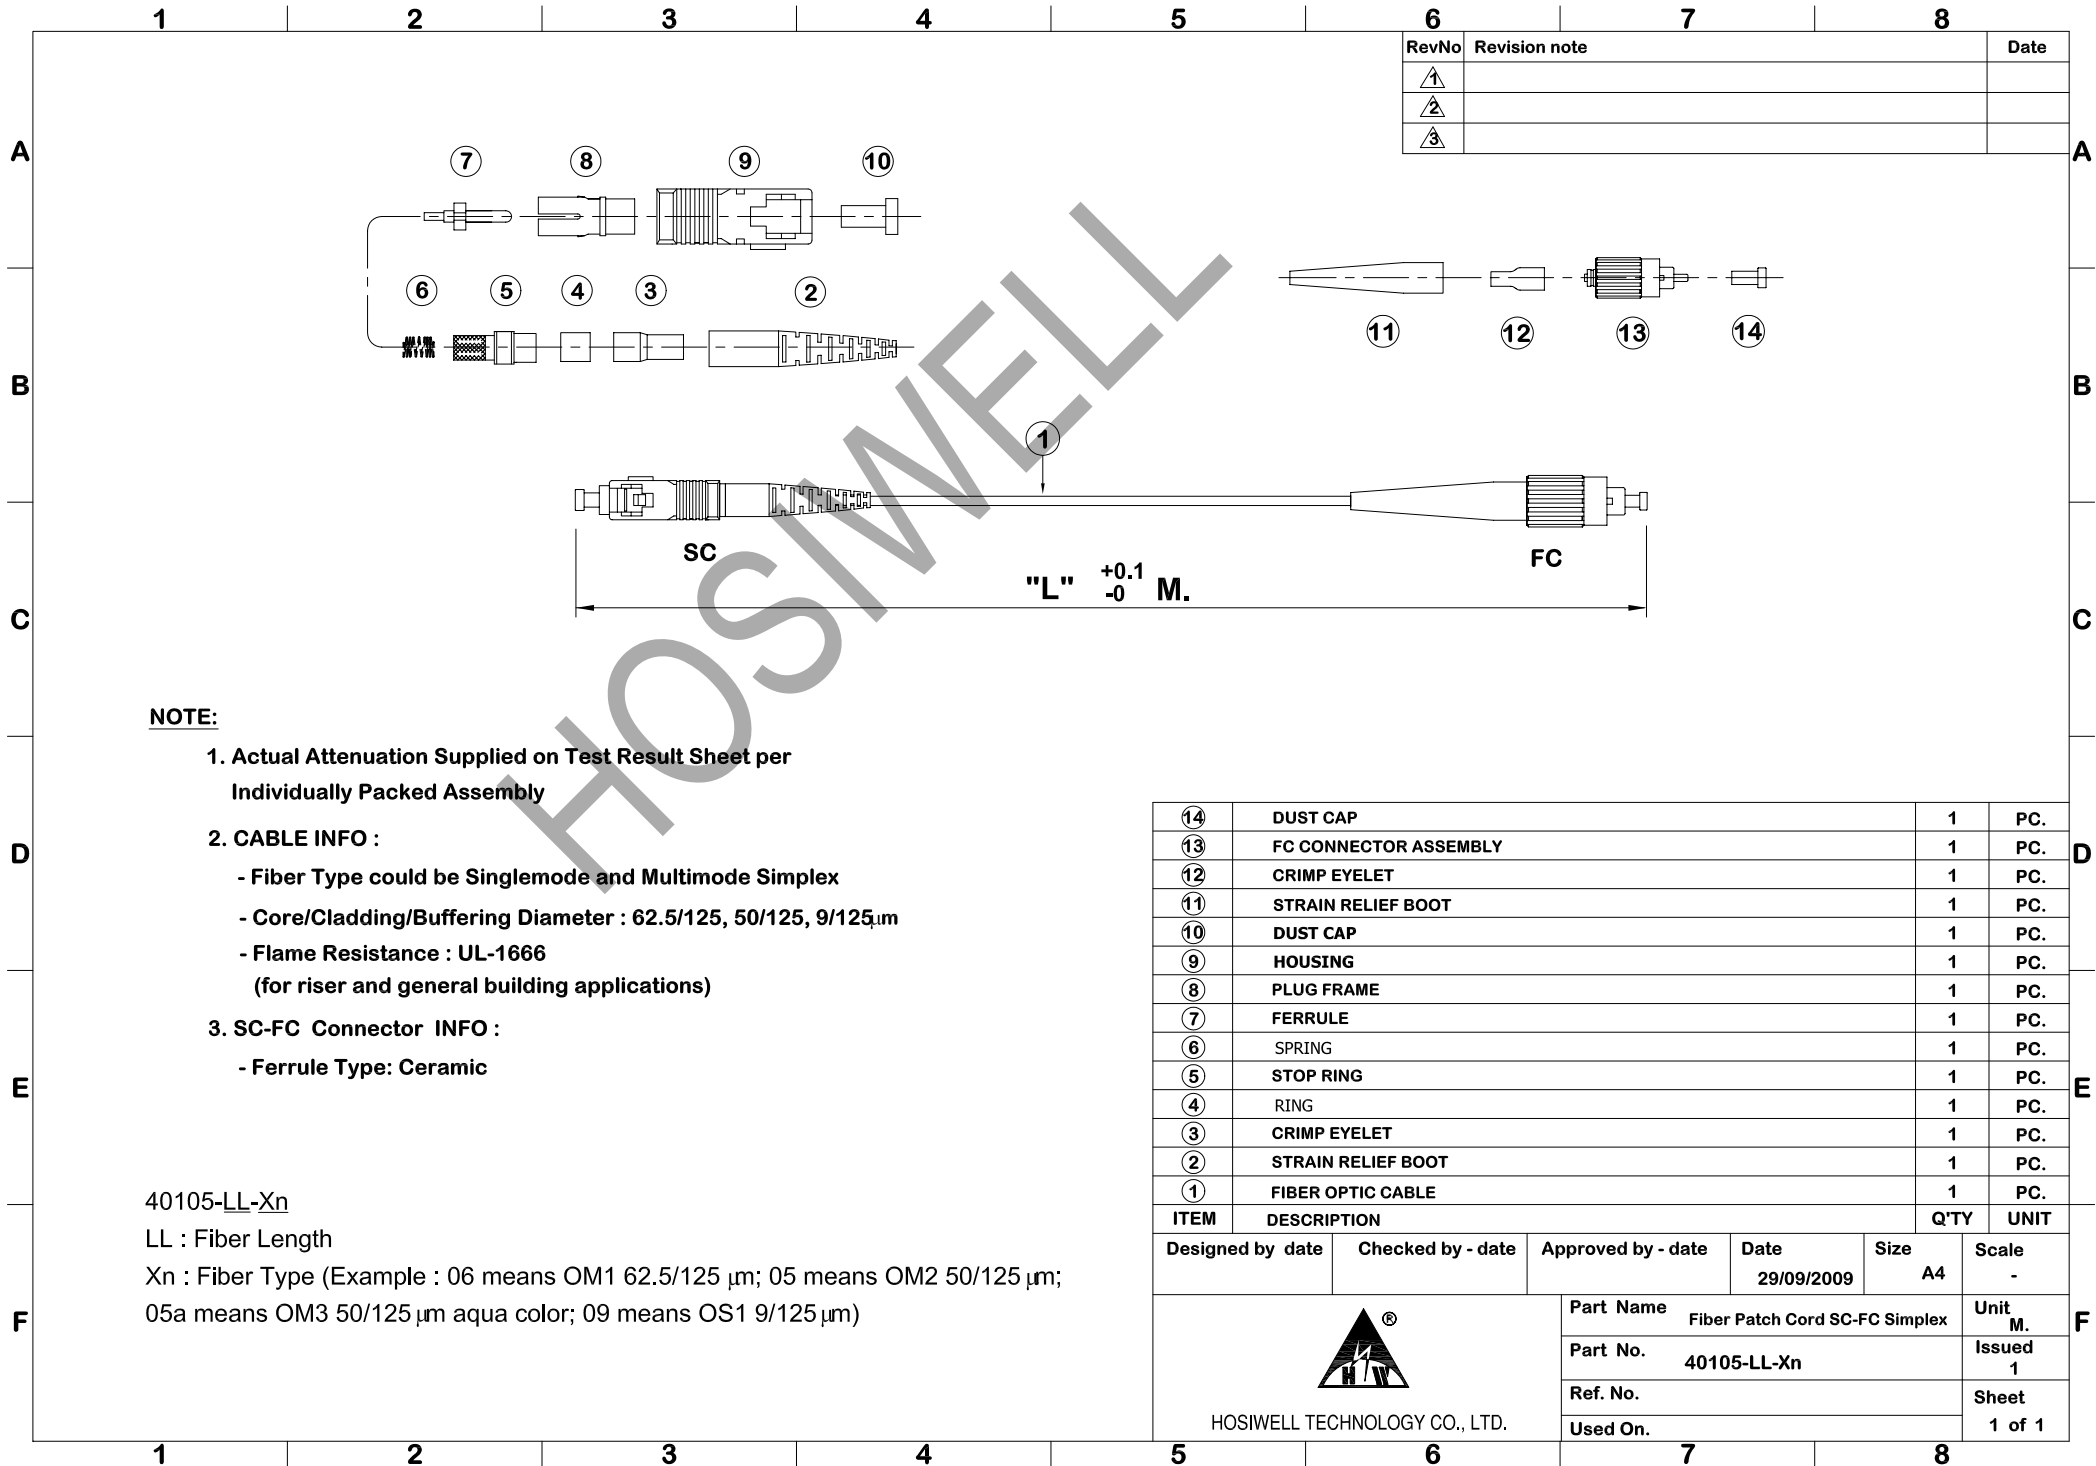 1 2 3 4 5 6 7 8
RevNo Revision note Date
1
2
3
A A
7 8 9 10
6 5 4 3 2
11 12 13 14
B B
1
SC FC
"L" +0.1 -0 M.
C C
HOSIWELL
NOTE:
1. Actual Attenuation Supplied on Test Result Sheet per
Individually Packed Assembly
2. CABLE INFO :
- Fiber Type could be Singlemode and Multimode Simplex
- Core/Cladding/Buffering Diameter : 62.5/125, 50/125, 9/125μm
- Flame Resistance : UL-1666
(for riser and general building applications)
3. SC-FC Connector INFO :
- Ferrule Type: Ceramic
D D
E E
40105-LL-Xn
LL : Fiber Length
Xn : Fiber Type (Example : 06 means OM1 62.5/125 μm; 05 means OM2 50/125 μm;
05a means OM3 50/125 μm aqua color; 09 means OS1 9/125 μm)
F F
14 DUST CAP 1 PC.
13 FC CONNECTOR ASSEMBLY 1 PC.
12 CRIMP EYELET 1 PC.
11 STRAIN RELIEF BOOT 1 PC.
10 DUST CAP 1 PC.
9 HOUSING 1 PC.
8 PLUG FRAME 1 PC.
7 FERRULE 1 PC.
6 SPRING 1 PC.
5 STOP RING 1 PC.
4 RING 1 PC.
3 CRIMP EYELET 1 PC.
2 STRAIN RELIEF BOOT 1 PC.
1 FIBER OPTIC CABLE 1 PC.
ITEM DESCRIPTION Q'TY UNIT
Designed by date Checked by - date Approved by - date Date Size Scale
29/09/2009 A4 -
Part Name Fiber Patch Cord SC-FC Simplex Unit M.
Part No. 40105-LL-Xn Issued 1
Ref. No. Sheet
Used On. 1 of 1
®
H W
HOSIWELL TECHNOLOGY CO., LTD.
1 2 3 4 5 6 7 8